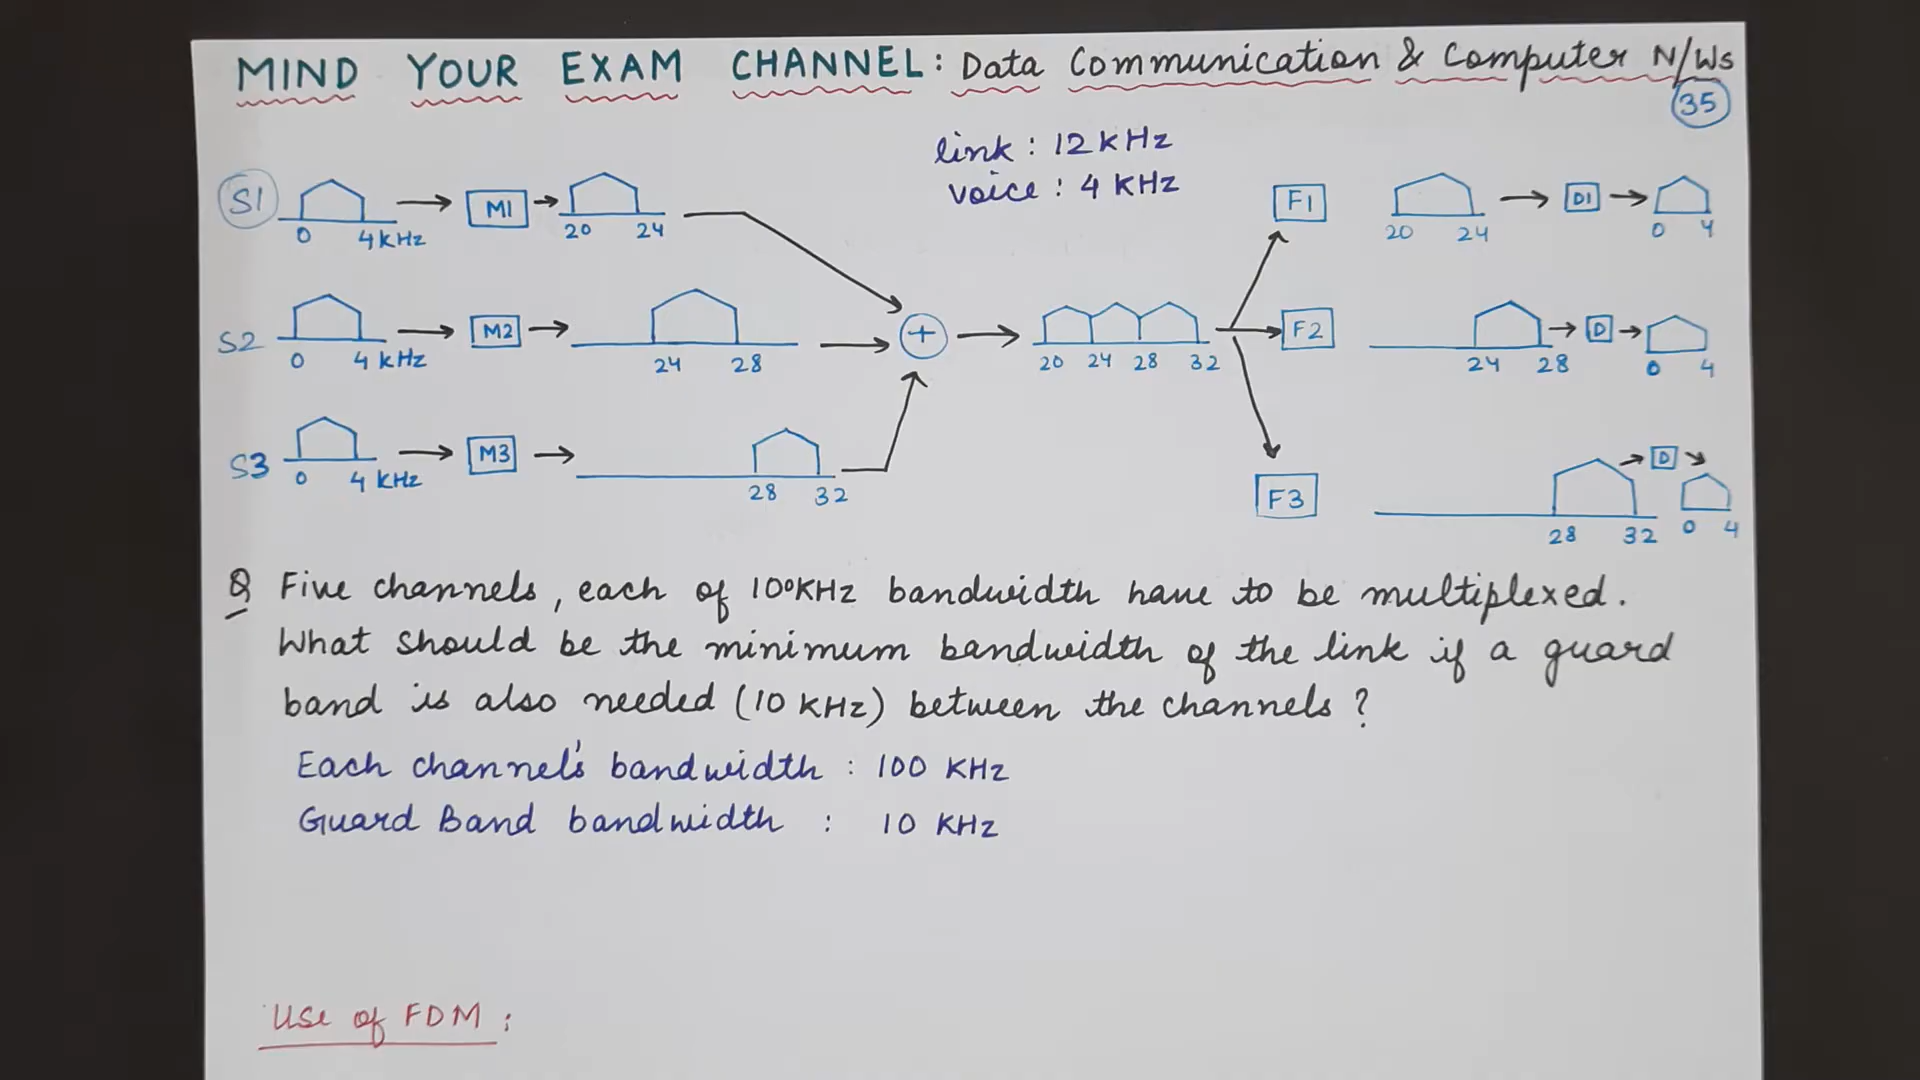 MIND YOUR EXAM CHANNEL: Data Communication & Computer N/Ws
35
link : 12 kHz
voice : 4 KHz
S1
0 4 kHz
M1
20 24
F1
20 24
D1
0 4
S2
0 4 kHz
M2
24 28
+
20 24 28 32
F2
24 28
D
0 4
S3
0 4 kHz
M3
28 32
F3
28 32
D
0 4
Q Five channels, each of 100KHz bandwidth have to be multiplexed.
What should be the minimum bandwidth of the link if a guard
band is also needed (10 KHz) between the channels ?
Each channel's bandwidth : 100 KHz
Guard Band bandwidth : 10 KHz
Use of FDM :